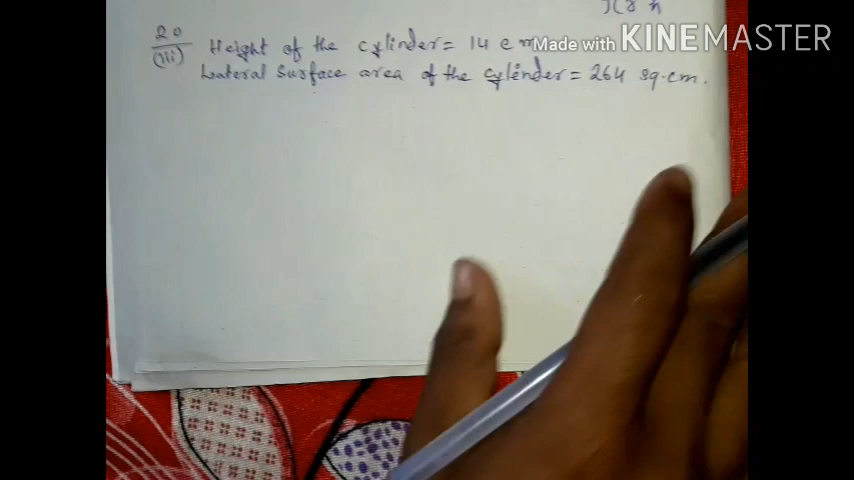 20
(iii) Height of the cylinder = 14 cm
Lateral Surface area of the cylinder = 264 sq.cm.
Made with KINEMASTER